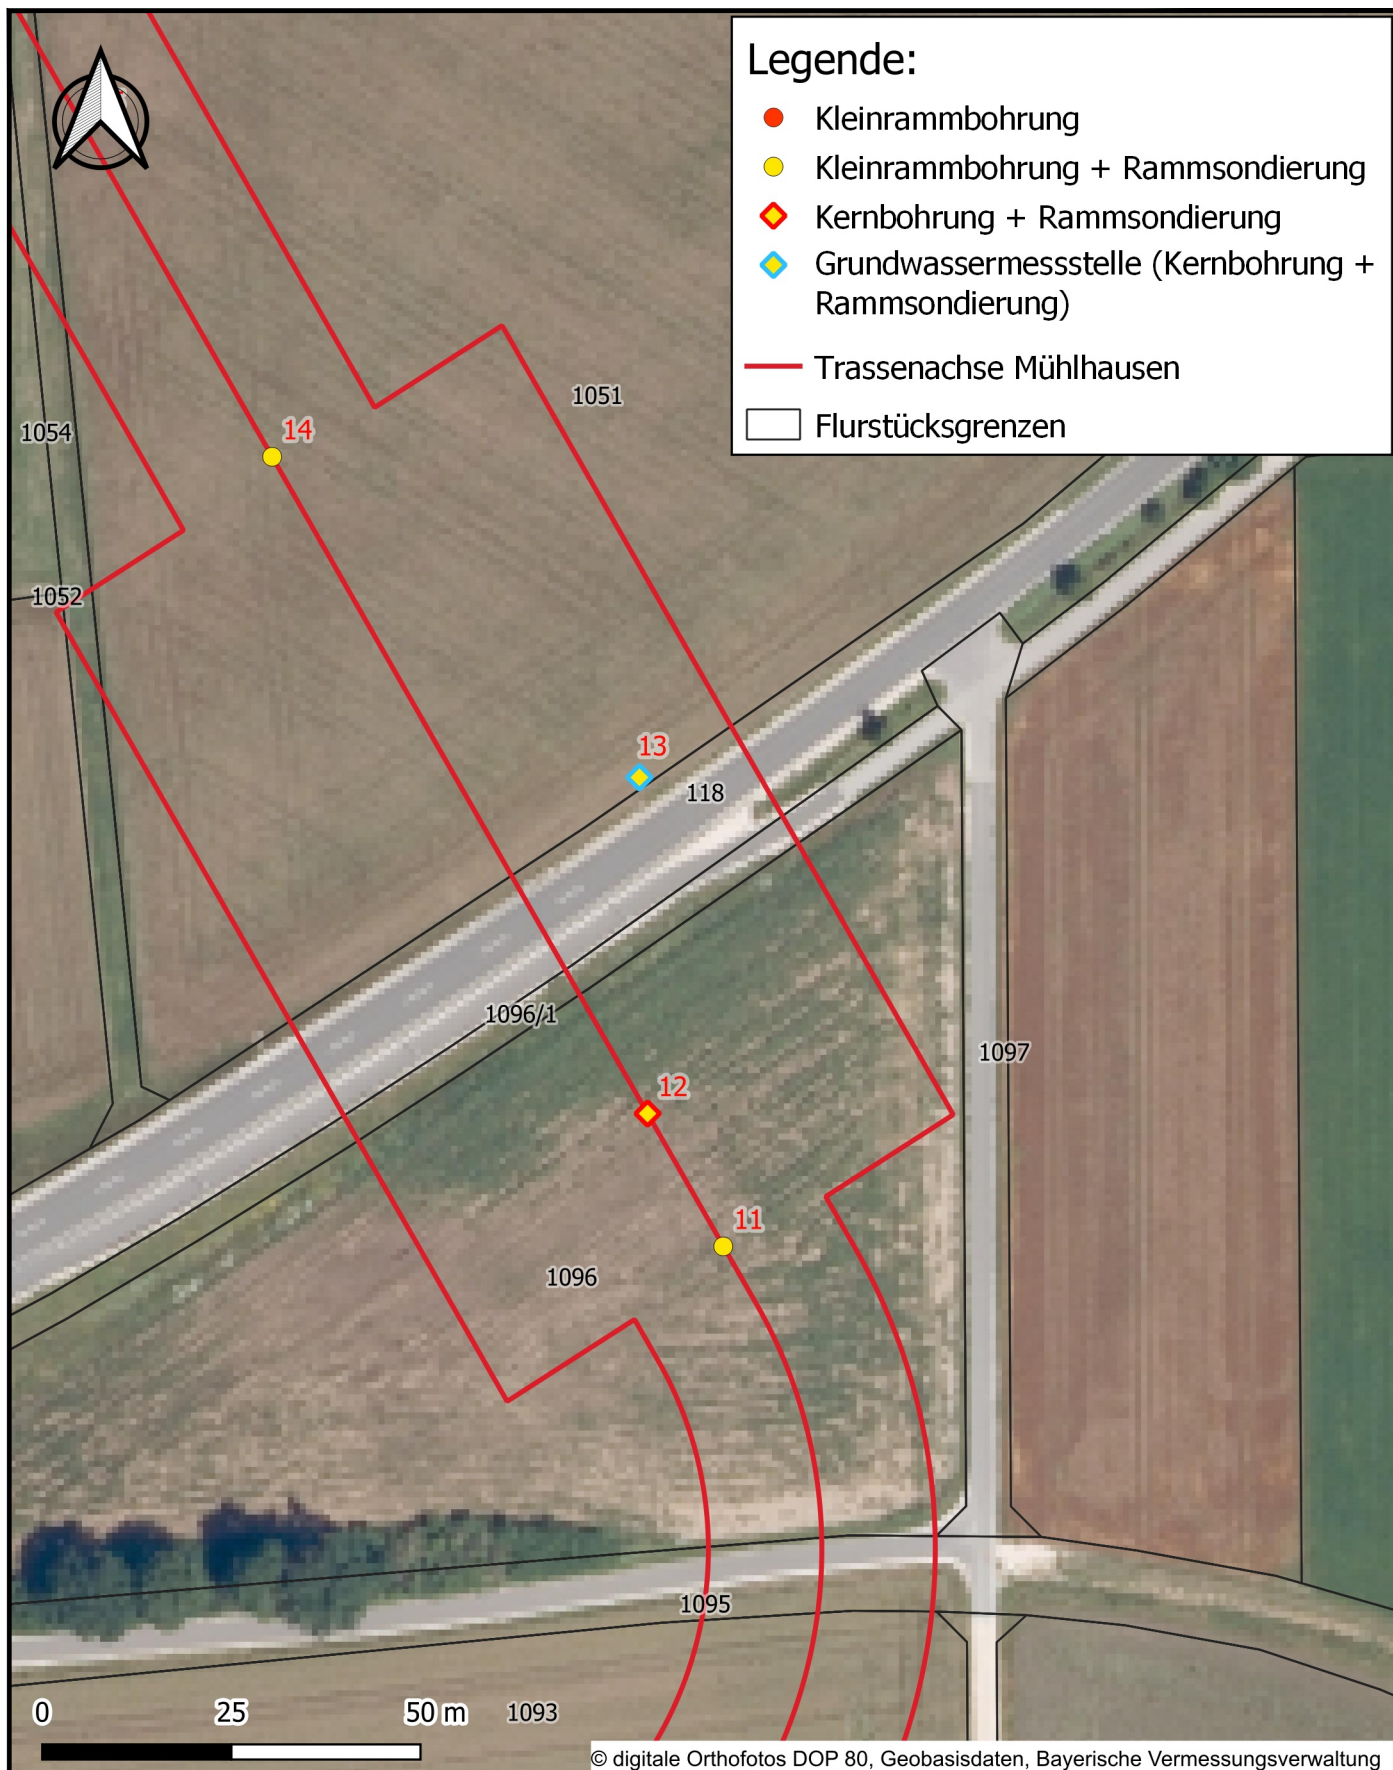 Legende:
Kleinrammbohrung
Kleinrammbohrung + Rammsondierung
Kernbohrung + Rammsondierung
Grundwassermessstelle (Kernbohrung +
Rammsondierung)
Trassenachse Mühlhausen
Flurstücksgrenzen
1051
14
1054
1052
13
118
1096/1
1097
12
11
1096
1095
0 25 50 m
1093
© digitale Orthofotos DOP 80, Geobasisdaten, Bayerische Vermessungsverwaltung